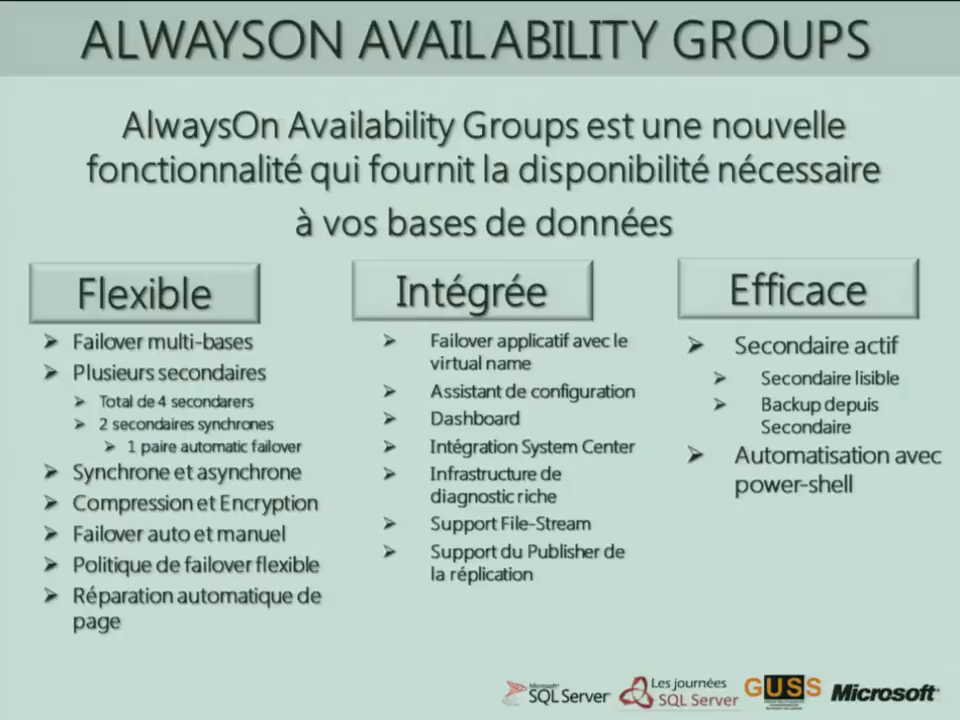 ALWAYSON AVAILABILITY GROUPS
AlwaysOn Availability Groups est une nouvelle
fonctionnalité qui fournit la disponibilité nécessaire
à vos bases de données
Flexible
Failover multi-bases
Plusieurs secondaires
Total de 4 secondarers
2 secondaires synchrones
1 paire automatic failover
Synchrone et asynchrone
Compression et Encryption
Failover auto et manuel
Politique de failover flexible
Réparation automatique de
page
Intégrée
Failover applicatif avec le
virtual name
Assistant de configuration
Dashboard
Intégration System Center
Infrastructure de
diagnostic riche
Support File-Stream
Support du Publisher de
la réplication
Efficace
Secondaire actif
Secondaire lisible
Backup depuis
Secondaire
Automatisation avec
power-shell
Microsoft
SQL Server
Les journées
SQL Server
GUSS
Microsoft